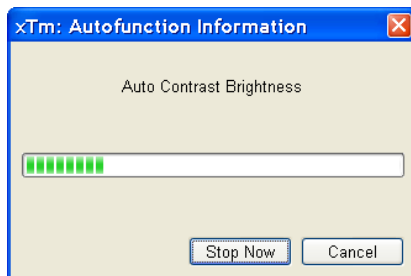 xTm: Autofunction Information
Auto Contrast Brightness
Stop Now
Cancel